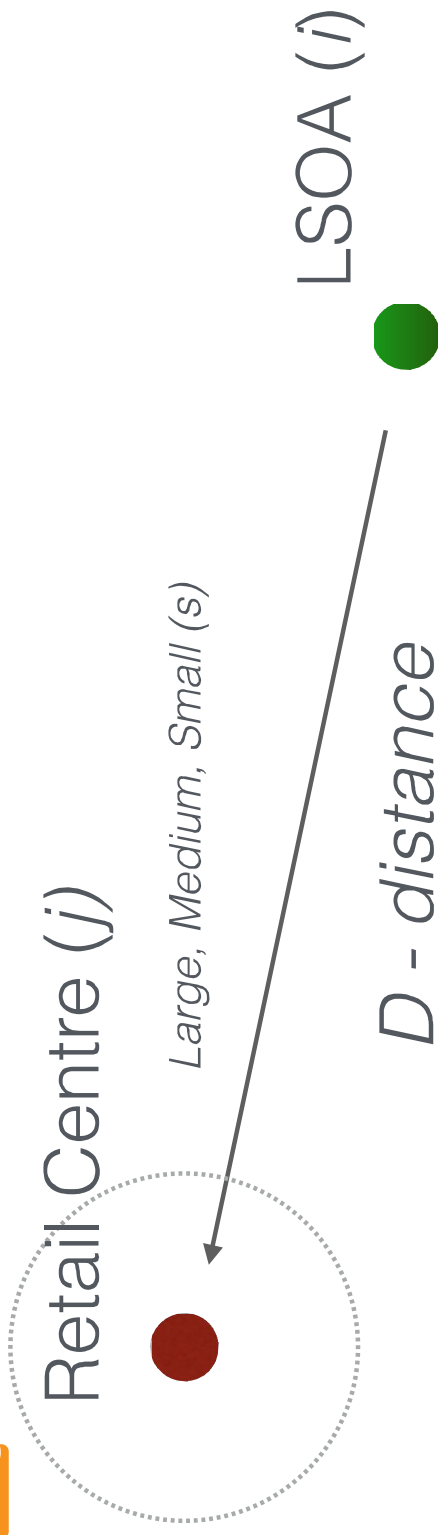 Retail Centre (j)
Large, Medium, Small (s)
LSOA (i)
D - distance